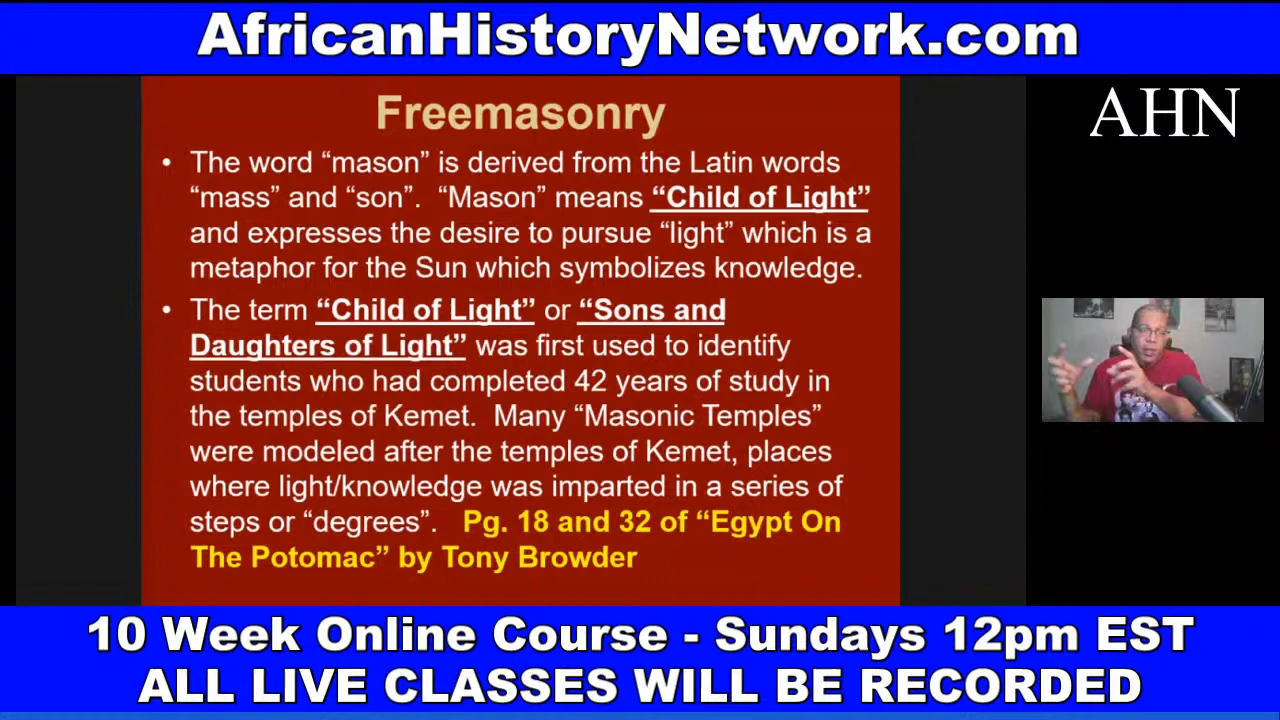 AfricanHistoryNetwork.com
AHN
Freemasonry
• The word “mason” is derived from the Latin words
“mass” and “son”. “Mason” means “Child of Light”
and expresses the desire to pursue “light” which is a
metaphor for the Sun which symbolizes knowledge.
• The term “Child of Light” or “Sons and
Daughters of Light” was first used to identify
students who had completed 42 years of study in
the temples of Kemet. Many “Masonic Temples”
were modeled after the temples of Kemet, places
where light/knowledge was imparted in a series of
steps or “degrees”. Pg. 18 and 32 of “Egypt On
The Potomac” by Tony Browder
10 Week Online Course - Sundays 12pm EST
ALL LIVE CLASSES WILL BE RECORDED